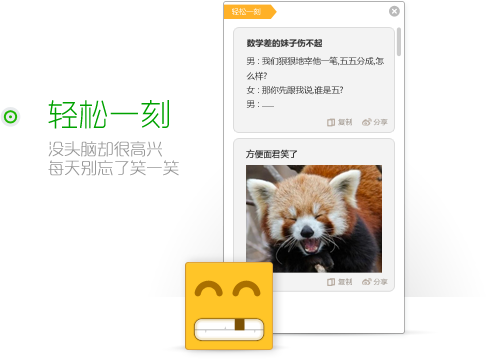 轻松一刻
没头脑却很高兴
每天别忘了笑一笑
轻松一刻
数学差的妹子伤不起
男：我们狠狠地宰他一笔,五五分成,怎
么样?
女：那你先跟我说,谁是五?
男：......
复制 分享
方便面君笑了
复制 分享